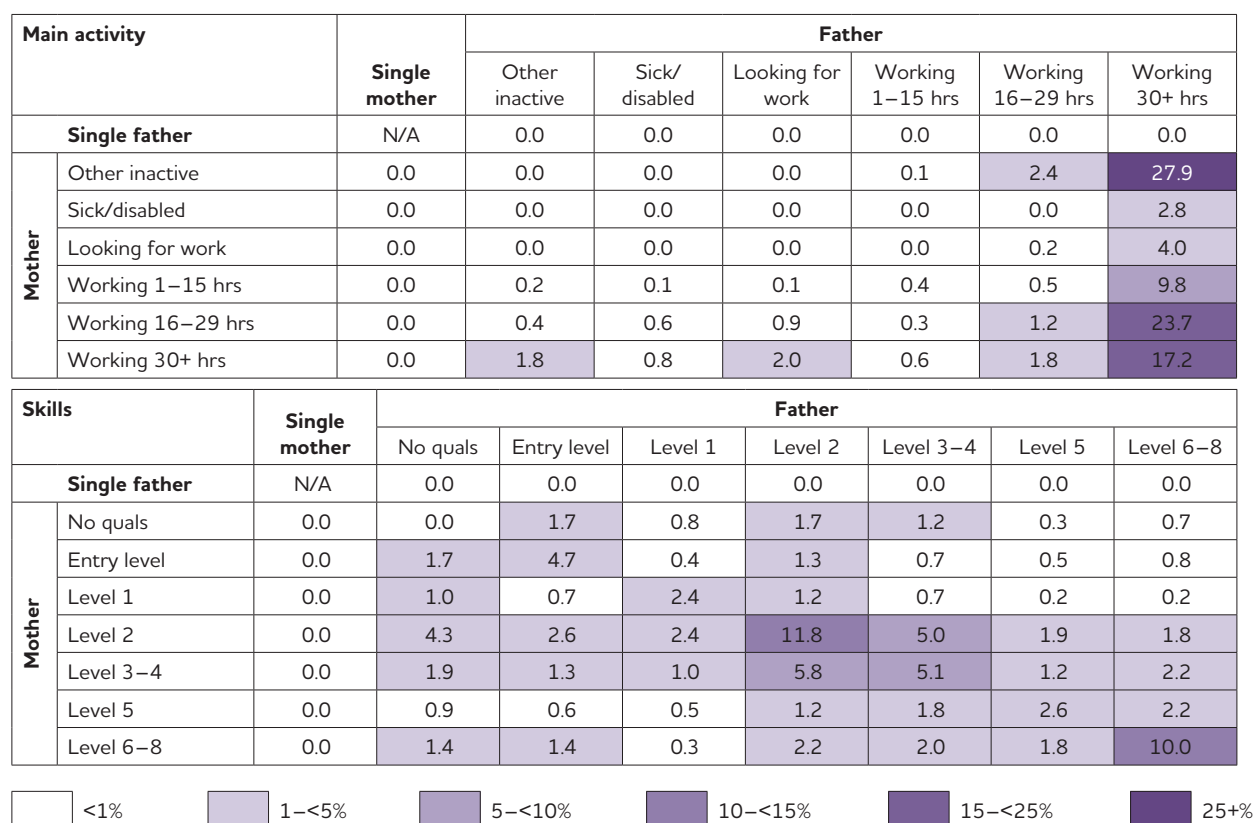 Main activity Single mother Father
Other inactive Sick/ disabled Looking for work Working 1–15 hrs Working 16–29 hrs Working 30+ hrs
Single father N/A 0.0 0.0 0.0 0.0 0.0 0.0
Mother
Other inactive 0.0 0.0 0.0 0.0 0.1 2.4 27.9
Sick/disabled 0.0 0.0 0.0 0.0 0.0 0.0 2.8
Looking for work 0.0 0.0 0.0 0.0 0.0 0.2 4.0
Working 1–15 hrs 0.0 0.2 0.1 0.1 0.4 0.5 9.8
Working 16–29 hrs 0.0 0.4 0.6 0.9 0.3 1.2 23.7
Working 30+ hrs 0.0 1.8 0.8 2.0 0.6 1.8 17.2
Skills Single mother Father
No quals Entry level Level 1 Level 2 Level 3–4 Level 5 Level 6–8
Single father N/A 0.0 0.0 0.0 0.0 0.0 0.0 0.0
Mother
No quals 0.0 0.0 1.7 0.8 1.7 1.2 0.3 0.7
Entry level 0.0 1.7 4.7 0.4 1.3 0.7 0.5 0.8
Level 1 0.0 1.0 0.7 2.4 1.2 0.7 0.2 0.2
Level 2 0.0 4.3 2.6 2.4 11.8 5.0 1.9 1.8
Level 3–4 0.0 1.9 1.3 1.0 5.8 5.1 1.2 2.2
Level 5 0.0 0.9 0.6 0.5 1.2 1.8 2.6 2.2
Level 6–8 0.0 1.4 1.4 0.3 2.2 2.0 1.8 10.0
<1% 1–<5% 5–<10% 10–<15% 15–<25% 25+%